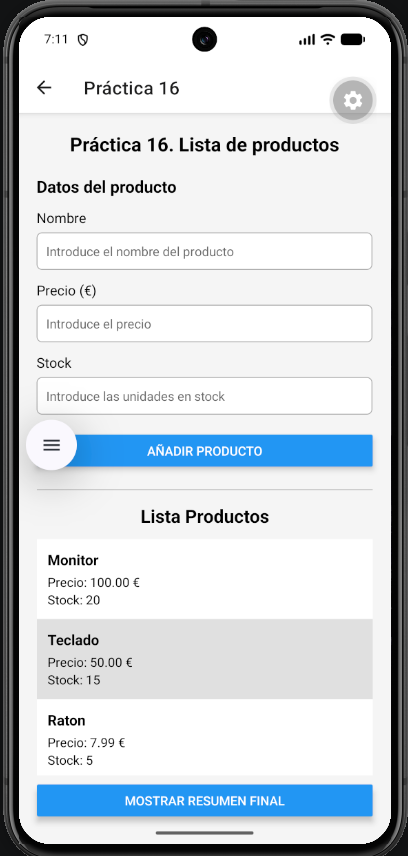 7:11
Práctica 16
Práctica 16. Lista de productos
Datos del producto
Nombre
Introduce el nombre del producto
Precio (€)
Introduce el precio
Stock
Introduce las unidades en stock
AÑADIR PRODUCTO
Lista Productos
Monitor
Precio: 100.00 €
Stock: 20
Teclado
Precio: 50.00 €
Stock: 15
Raton
Precio: 7.99 €
Stock: 5
MOSTRAR RESUMEN FINAL